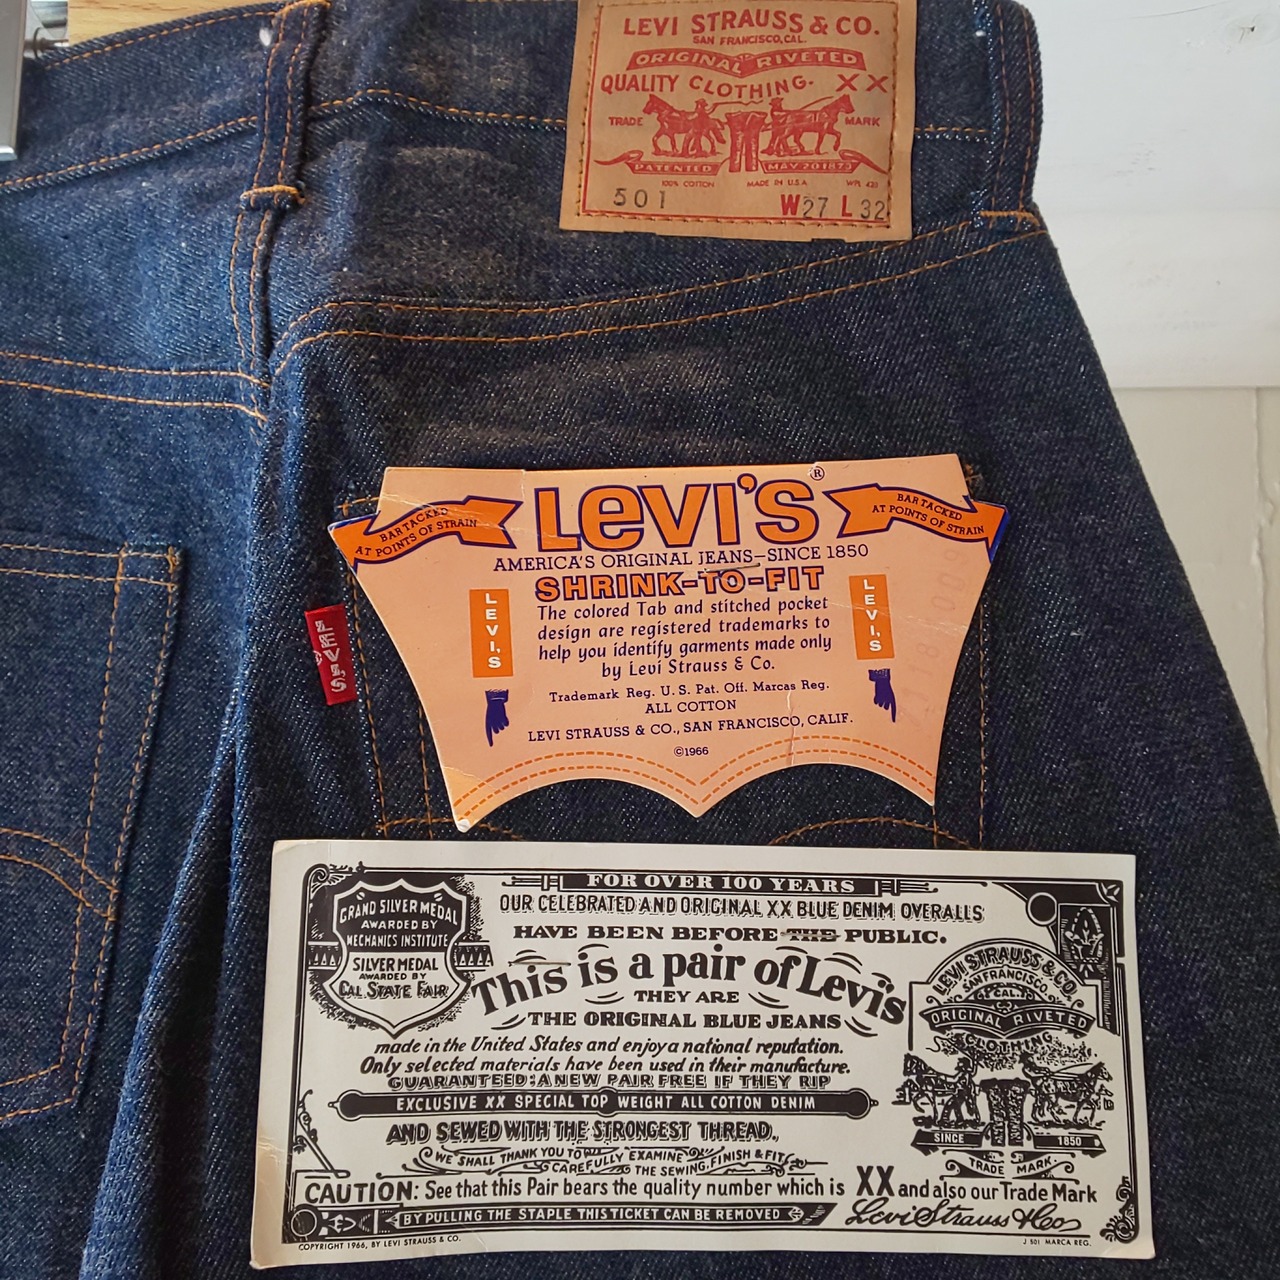 LEVI STRAUSS & CO.
SAN FRANCISCO, CAL.
ORIGINAL RIVETED
QUALITY CLOTHING. XX
TRADE MARK
PATENTED MAY 20 1873
100% COTTON MADE IN U.S.A WPL 423
501 W27 L32
LEVI'S®
BAR TACKED
AT POINTS OF STRAIN
BAR TACKED
AT POINTS OF STRAIN
AMERICA'S ORIGINAL JEANS—SINCE 1850
SHRINK-TO-FIT
LEVI'S
LEVI'S
The colored Tab and stitched pocket
design are registered trademarks to
help you identify garments made only
by Levi Strauss & Co.
Trademark Reg. U. S. Pat. Off. Marcas Reg.
ALL COTTON
LEVI STRAUSS & CO., SAN FRANCISCO, CALIF.
©1966
LEVI'S
FOR OVER 100 YEARS
OUR CELEBRATED AND ORIGINAL XX BLUE DENIM OVERALLS
HAVE BEEN BEFORE THE PUBLIC.
GRAND SILVER MEDAL
AWARDED BY
MECHANICS INSTITUTE
SILVER MEDAL
AWARDED BY
CAL. STATE FAIR
This is a pair of Levi's
THEY ARE
THE ORIGINAL BLUE JEANS
made in the United States and enjoy a national reputation.
Only selected materials have been used in their manufacture.
GUARANTEED: A NEW PAIR FREE IF THEY RIP
EXCLUSIVE XX SPECIAL TOP WEIGHT ALL COTTON DENIM
AND SEWED WITH THE STRONGEST THREAD.,
WE SHALL THANK YOU TO
CAREFULLY EXAMINE
THE SEWING, FINISH & FIT
LEVI STRAUSS & CO.
SAN FRANCISCO.
CAL.
ORIGINAL RIVETED
CLOTHING
SINCE 1850
TRADE MARK.
CAUTION: See that this Pair bears the quality number which is XX and also our Trade Mark
BY PULLING THE STAPLE THIS TICKET CAN BE REMOVED
Levi Strauss & Co
COPYRIGHT 1966, BY LEVI STRAUSS & CO.
J 501 MARCA REG.